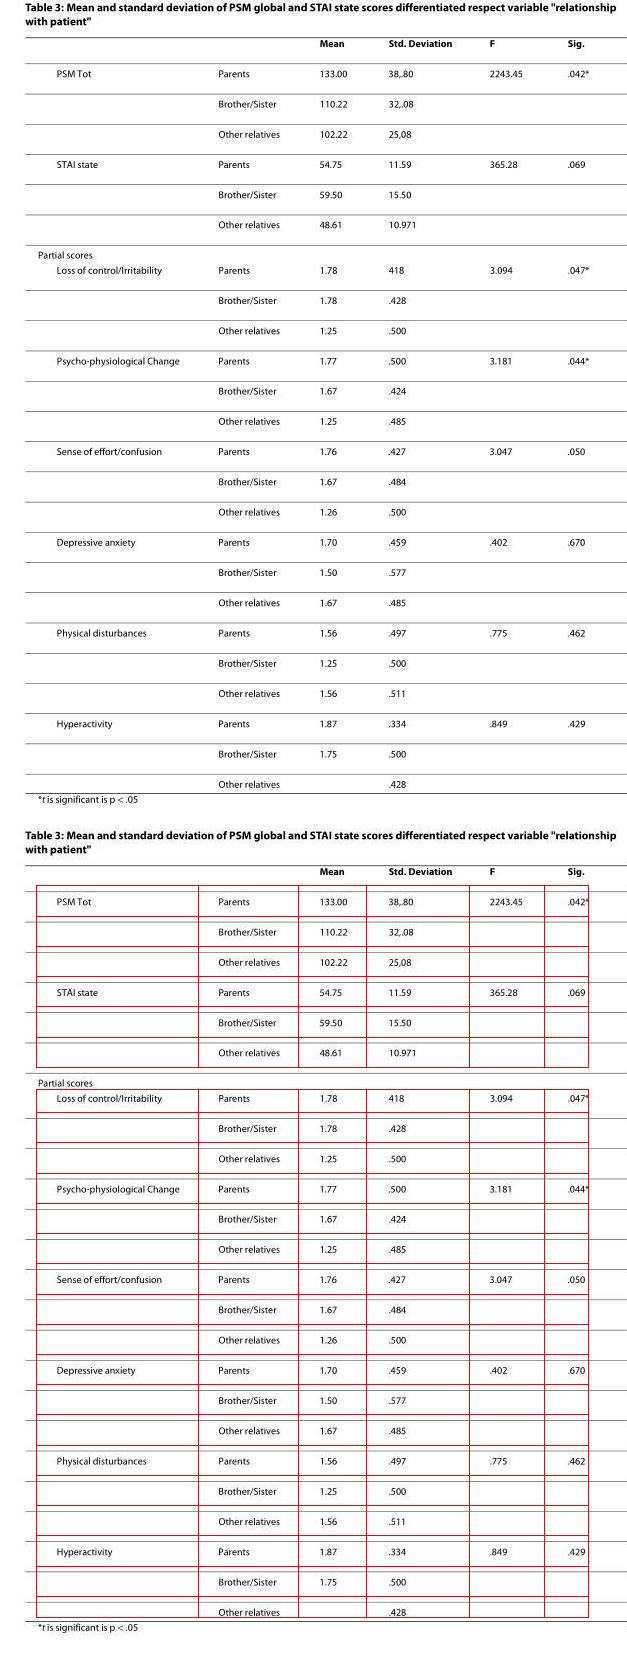 Table 3: Mean and standard deviation of PSM global and STAI state scores differentiated respect variable "relationship
with patient"
Mean Std. Deviation F Sig.
PSM Tot Parents 133.00 38,.80 2243.45 .042*
Brother/Sister 110.22 32,.08
Other relatives 102.22 25,08
STAI state Parents 54.75 11.59 365.28 .069
Brother/Sister 59.50 15.50
Other relatives 48.61 10.971
Partial scores
Loss of control/Irritability Parents 1.78 418 3.094 .047*
Brother/Sister 1.78 .428
Other relatives 1.25 .500
Psycho-physiological Change Parents 1.77 .500 3.181 .044*
Brother/Sister 1.67 .424
Other relatives 1.25 .485
Sense of effort/confusion Parents 1.76 .427 3.047 .050
Brother/Sister 1.67 .484
Other relatives 1.26 .500
Depressive anxiety Parents 1.70 .459 .402 .670
Brother/Sister 1.50 .577
Other relatives 1.67 .485
Physical disturbances Parents 1.56 .497 .775 .462
Brother/Sister 1.25 .500
Other relatives 1.56 .511
Hyperactivity Parents 1.87 .334 .849 .429
Brother/Sister 1.75 .500
Other relatives .428
*t is significant is p < .05
Table 3: Mean and standard deviation of PSM global and STAI state scores differentiated respect variable "relationship
with patient"
Mean Std. Deviation F Sig.
PSM Tot Parents 133.00 38,.80 2243.45 .042*
Brother/Sister 110.22 32,.08
Other relatives 102.22 25,08
STAI state Parents 54.75 11.59 365.28 .069
Brother/Sister 59.50 15.50
Other relatives 48.61 10.971
Partial scores
Loss of control/Irritability Parents 1.78 418 3.094 .047*
Brother/Sister 1.78 .428
Other relatives 1.25 .500
Psycho-physiological Change Parents 1.77 .500 3.181 .044*
Brother/Sister 1.67 .424
Other relatives 1.25 .485
Sense of effort/confusion Parents 1.76 .427 3.047 .050
Brother/Sister 1.67 .484
Other relatives 1.26 .500
Depressive anxiety Parents 1.70 .459 .402 .670
Brother/Sister 1.50 .577
Other relatives 1.67 .485
Physical disturbances Parents 1.56 .497 .775 .462
Brother/Sister 1.25 .500
Other relatives 1.56 .511
Hyperactivity Parents 1.87 .334 .849 .429
Brother/Sister 1.75 .500
Other relatives .428
*t is significant is p < .05